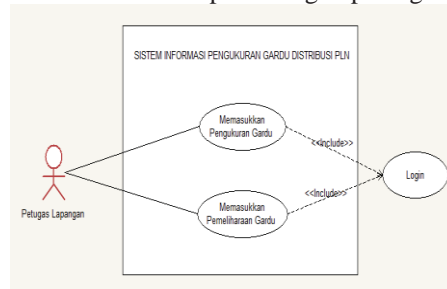 SISTEM INFORMASI PENGUKURAN GARDU DISTRIBUSI PLN
Memasukkan
Pengukuran Gardu
<<Include>>
Login
<<Include>>
Memasukkan
Pemeliharaan Gardu
Petugas Lapangan